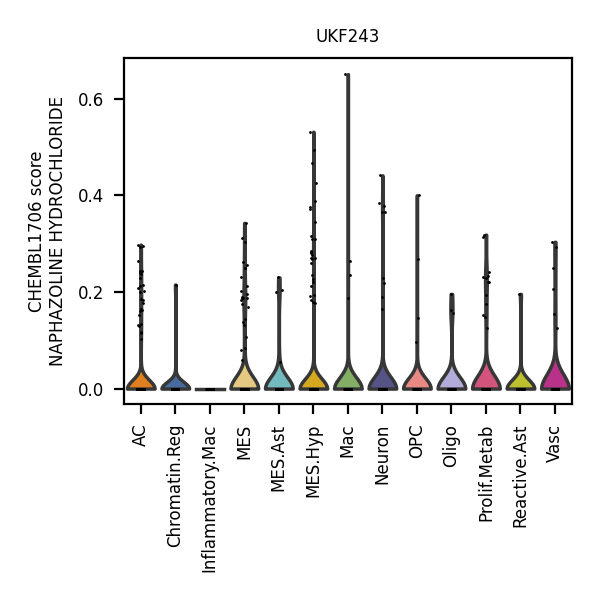 UKF243
CHEMBL1706 score
NAPHAZOLINE HYDROCHLORIDE
0.6
0.4
0.2
0.0
AC
Chromatin.Reg
Inflammatory.Mac
MES
MES.Ast
MES.Hyp
Mac
Neuron
OPC
Oligo
Prolif.Metab
Reactive.Ast
Vasc